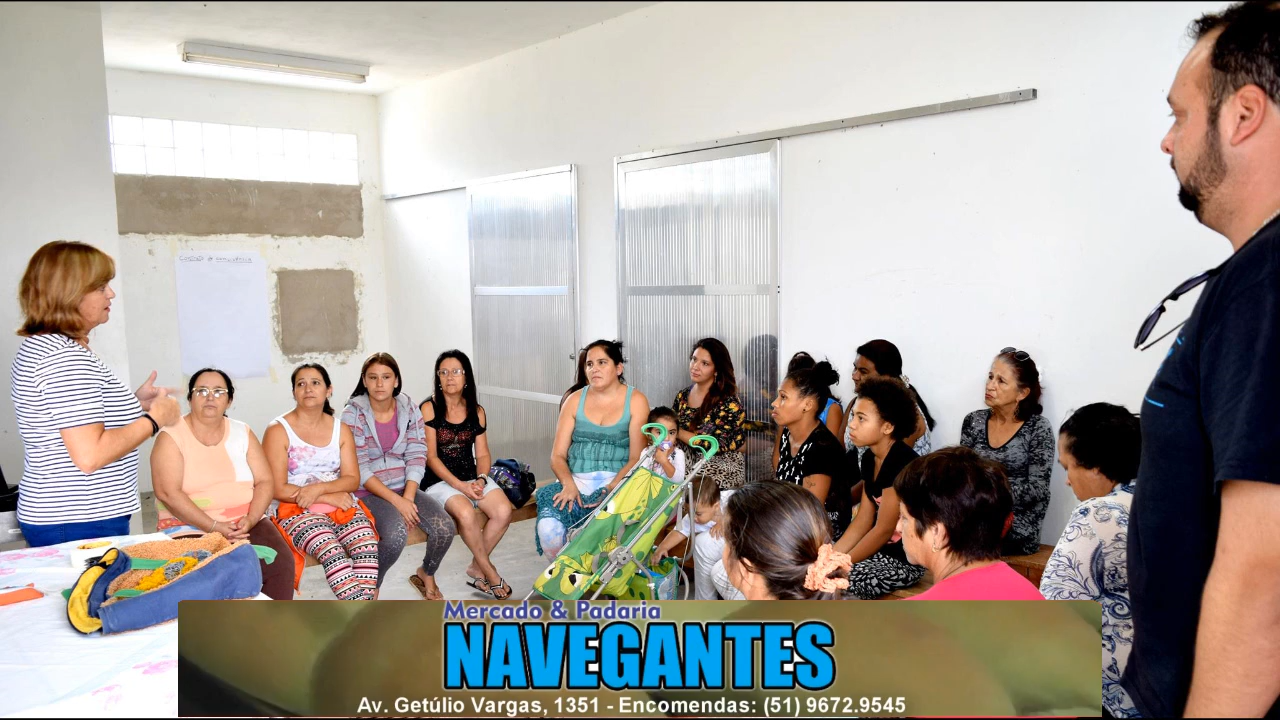 Mercado & Padaria
NAVEGANTES
Av. Getúlio Vargas, 1351 - Encomendas: (51) 9672.9545